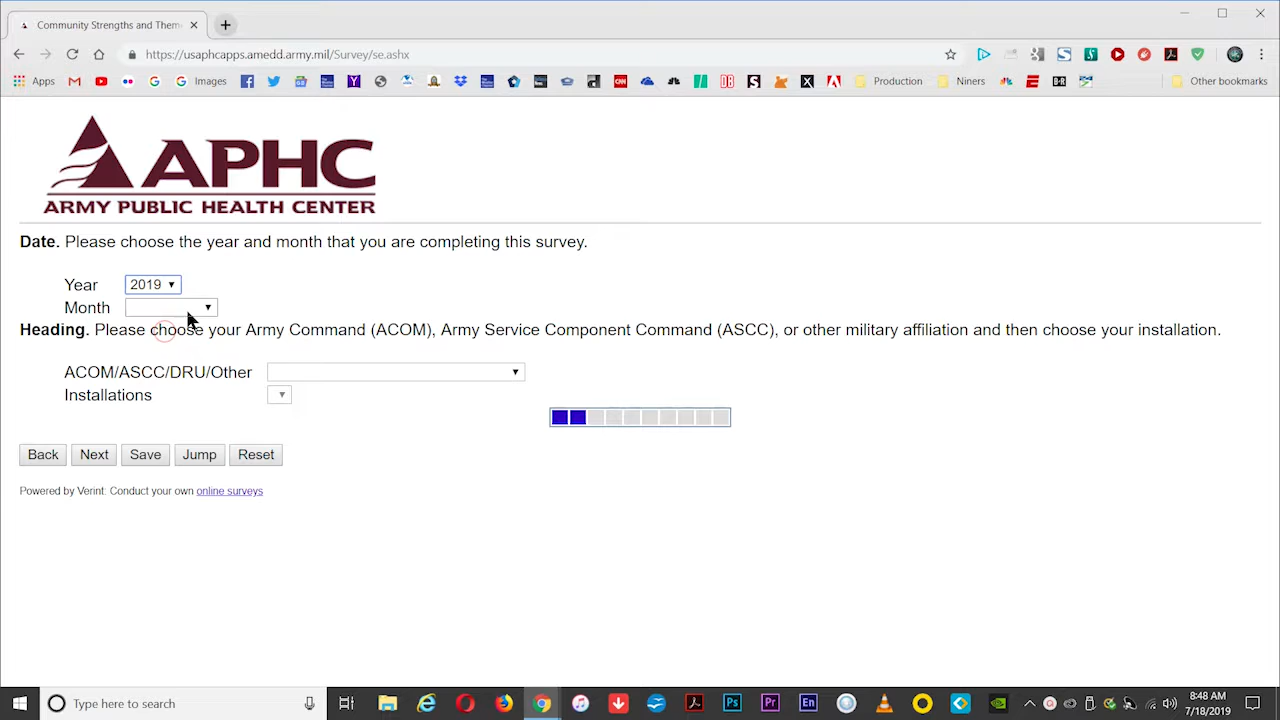 Community Strengths and Theme
https://usaphcapps.amedd.army.mil/Survey/se.ashx
Apps
Images
Production
Niners
Other bookmarks
APHC
ARMY PUBLIC HEALTH CENTER
Date. Please choose the year and month that you are completing this survey.
Year 2019
Month
Heading. Please choose your Army Command (ACOM), Army Service Component Command (ASCC), or other military affiliation and then choose your installation.
ACOM/ASCC/DRU/Other
Installations
Back Next Save Jump Reset
Powered by Verint: Conduct your own online surveys
Type here to search
Ps
Pr
En
8:48 AM
7/18/2019